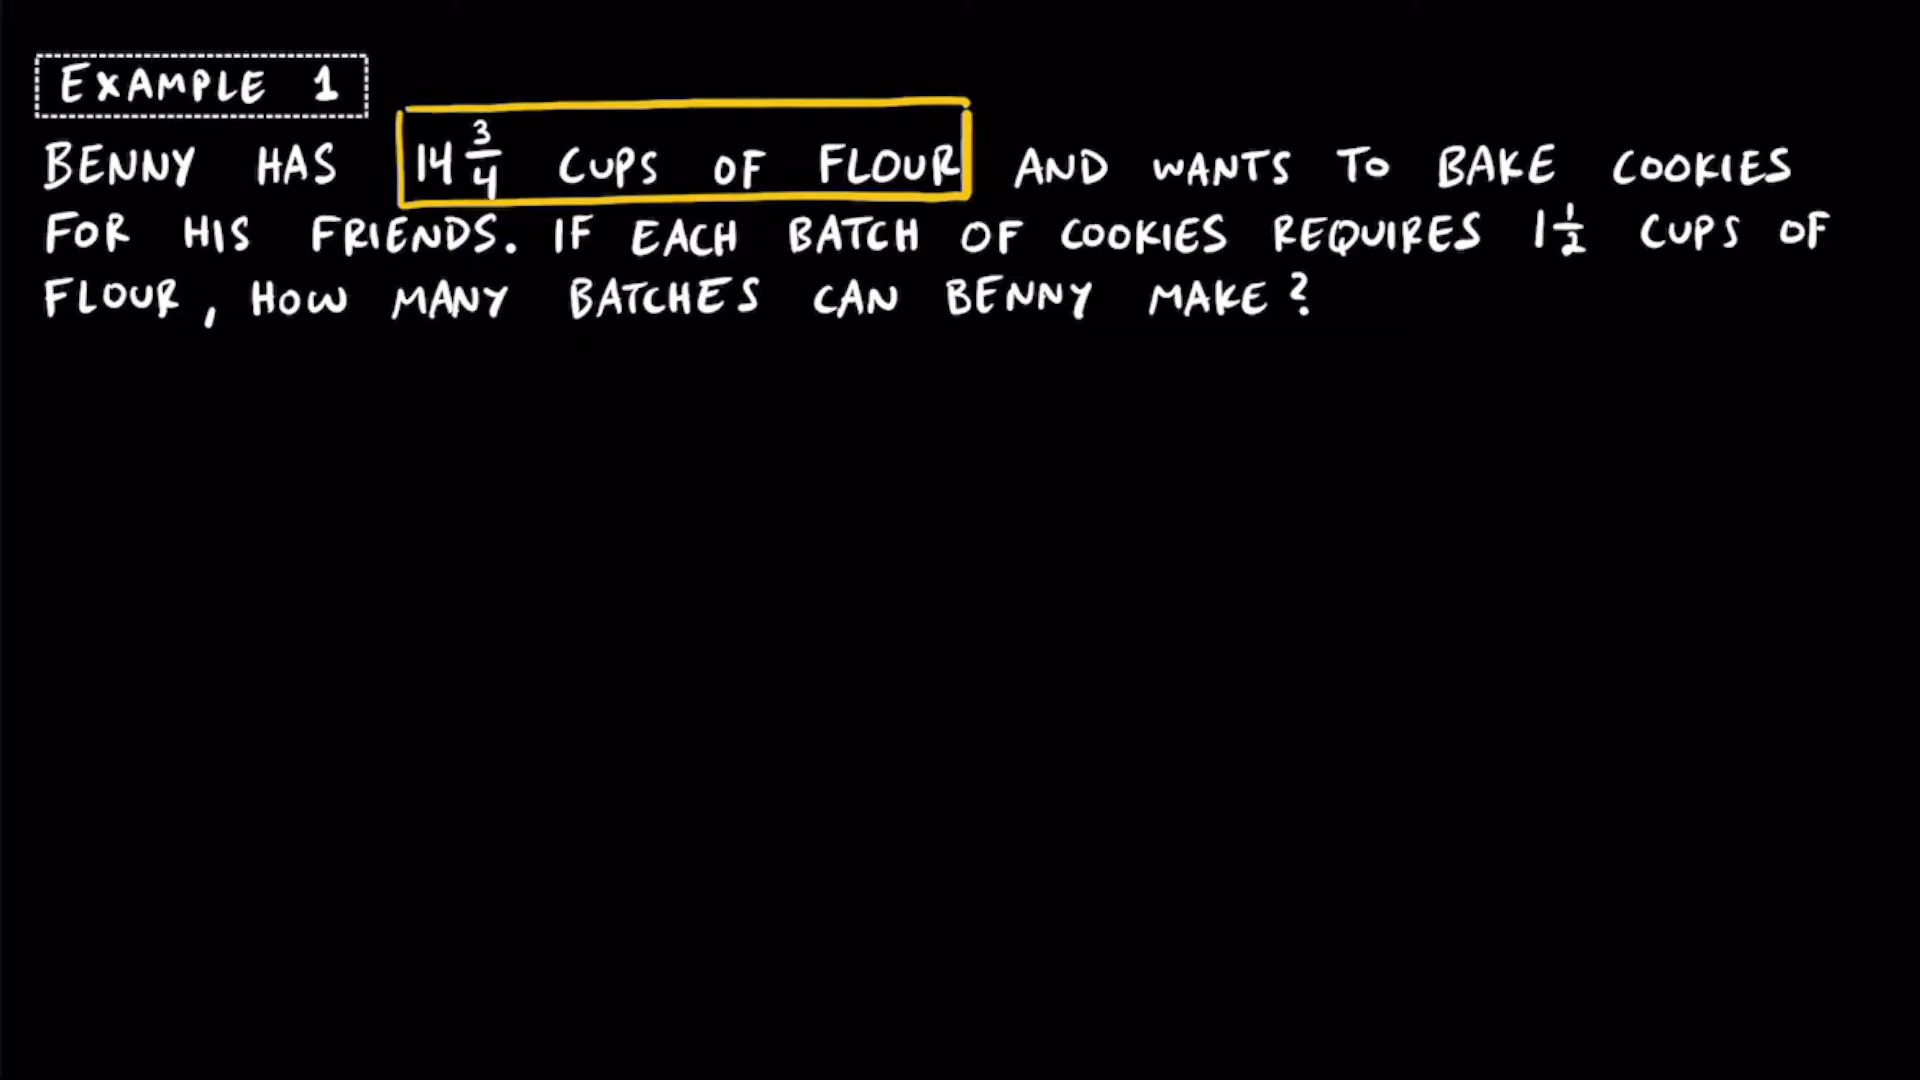 EXAMPLE 1
BENNY HAS 14 3/4 CUPS OF FLOUR AND WANTS TO BAKE COOKIES
FOR HIS FRIENDS. IF EACH BATCH OF COOKIES REQUIRES 1 1/2 CUPS OF
FLOUR, HOW MANY BATCHES CAN BENNY MAKE?